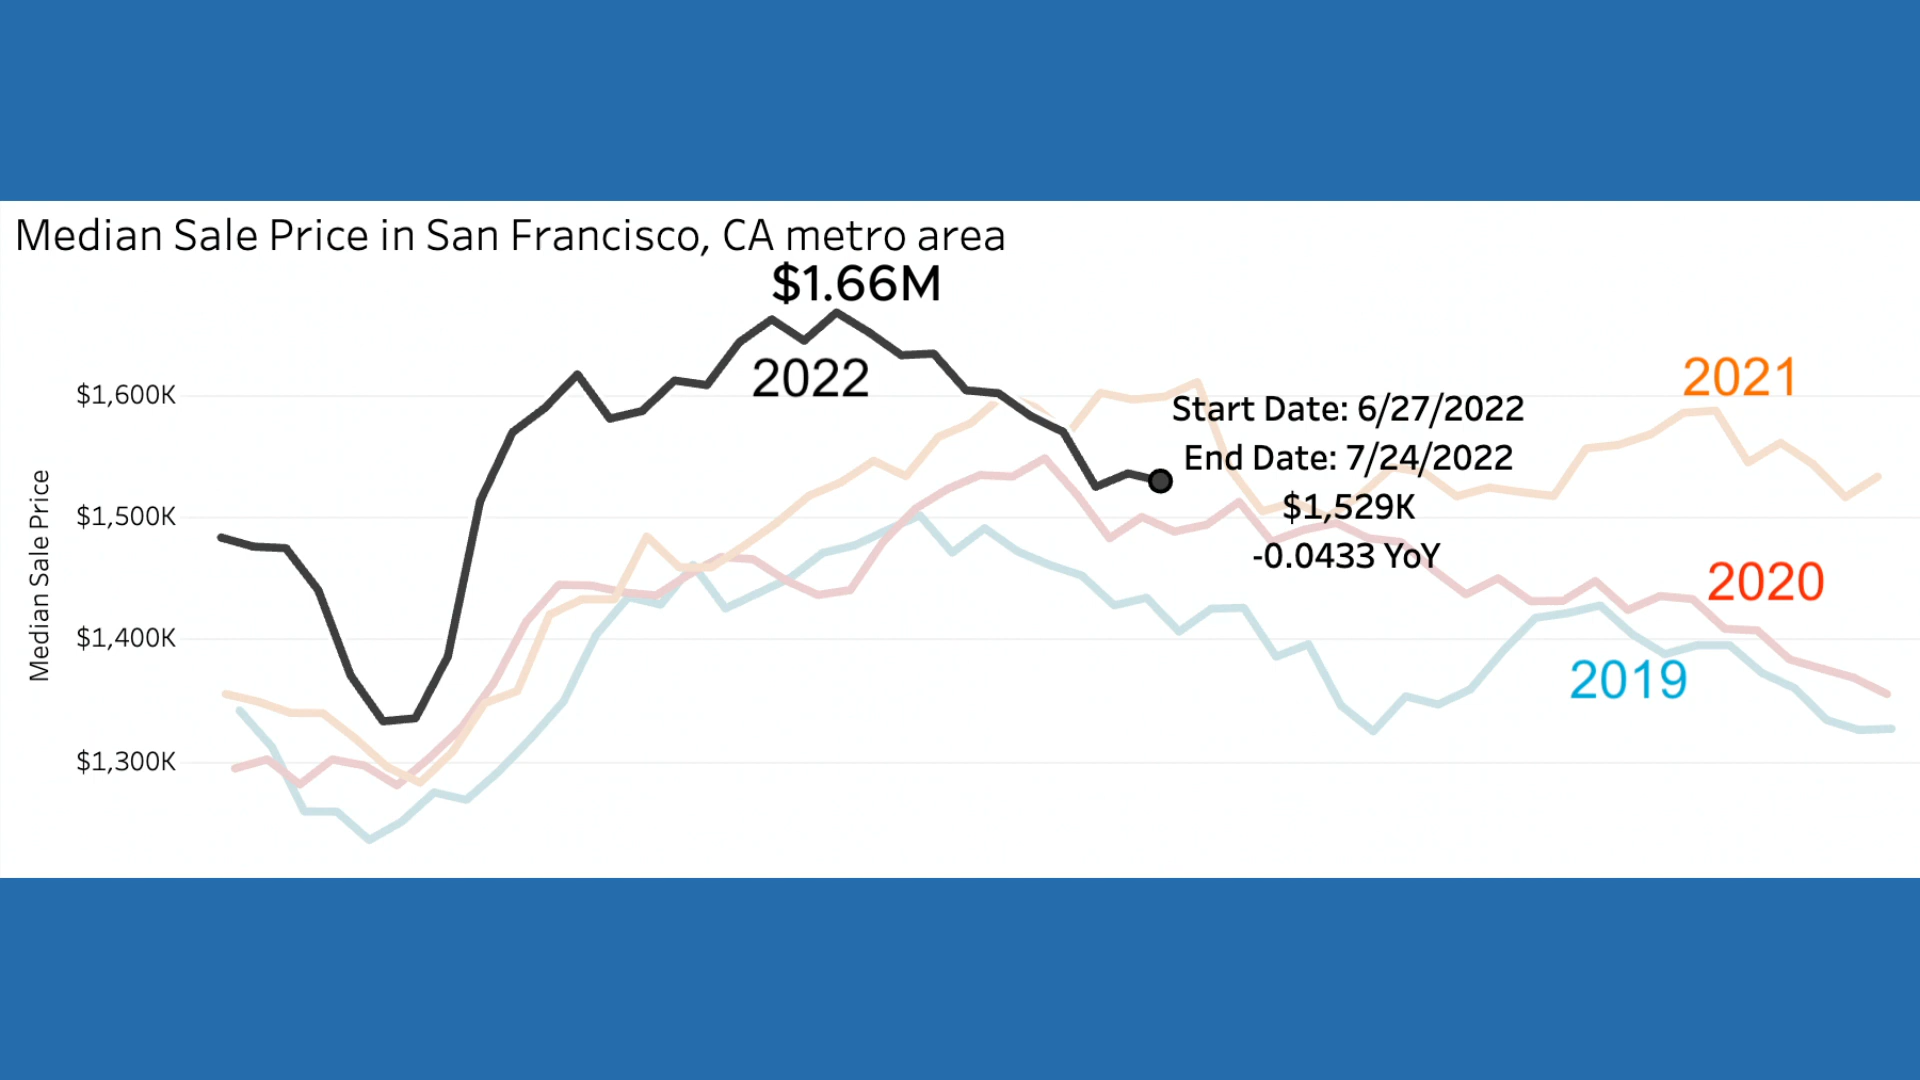 Median Sale Price in San Francisco, CA metro area
$1.66M
2022
2021
$1,600K
Start Date: 6/27/2022
End Date: 7/24/2022
$1,529K
-0.0433 YoY
$1,500K
Median Sale Price
2020
$1,400K
2019
$1,300K